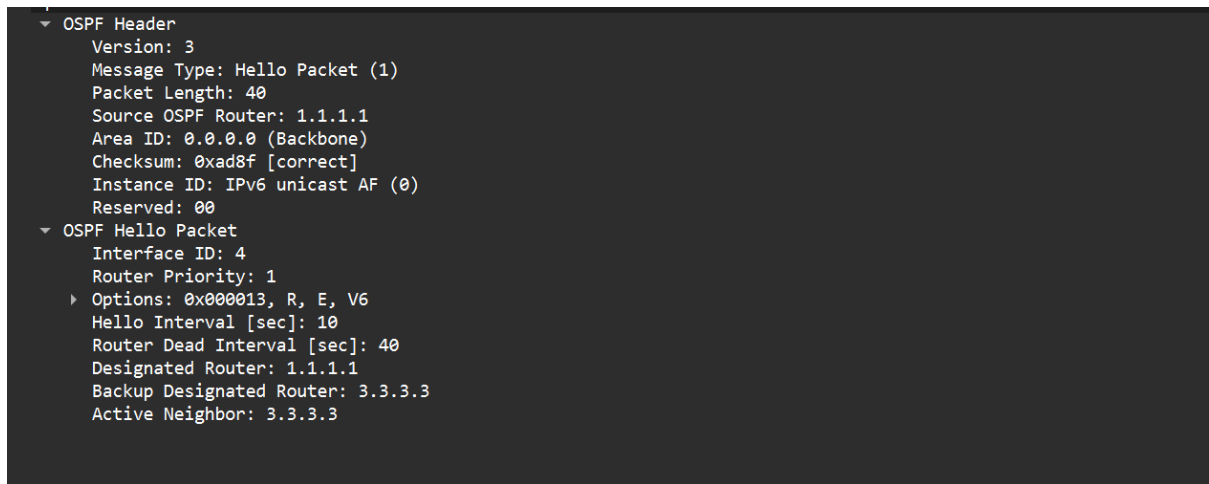 OSPF Header
Version: 3
Message Type: Hello Packet (1)
Packet Length: 40
Source OSPF Router: 1.1.1.1
Area ID: 0.0.0.0 (Backbone)
Checksum: 0xad8f [correct]
Instance ID: IPv6 unicast AF (0)
Reserved: 00
OSPF Hello Packet
Interface ID: 4
Router Priority: 1
Options: 0x000013, R, E, V6
Hello Interval [sec]: 10
Router Dead Interval [sec]: 40
Designated Router: 1.1.1.1
Backup Designated Router: 3.3.3.3
Active Neighbor: 3.3.3.3